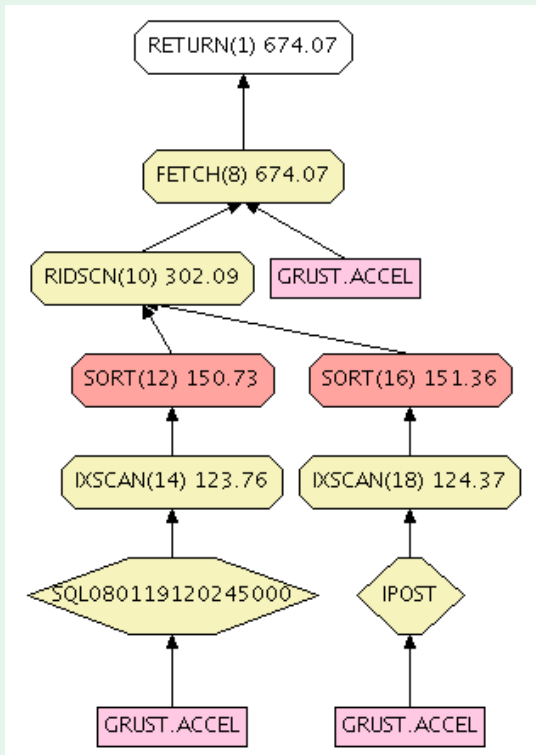 RETURN(1) 674.07
FETCH(8) 674.07
RIDSCN(10) 302.09
GRUST.ACCEL
SORT(12) 150.73
SORT(16) 151.36
IXSCAN(14) 123.76
IXSCAN(18) 124.37
SQL080119120245000
IPOST
GRUST.ACCEL
GRUST.ACCEL